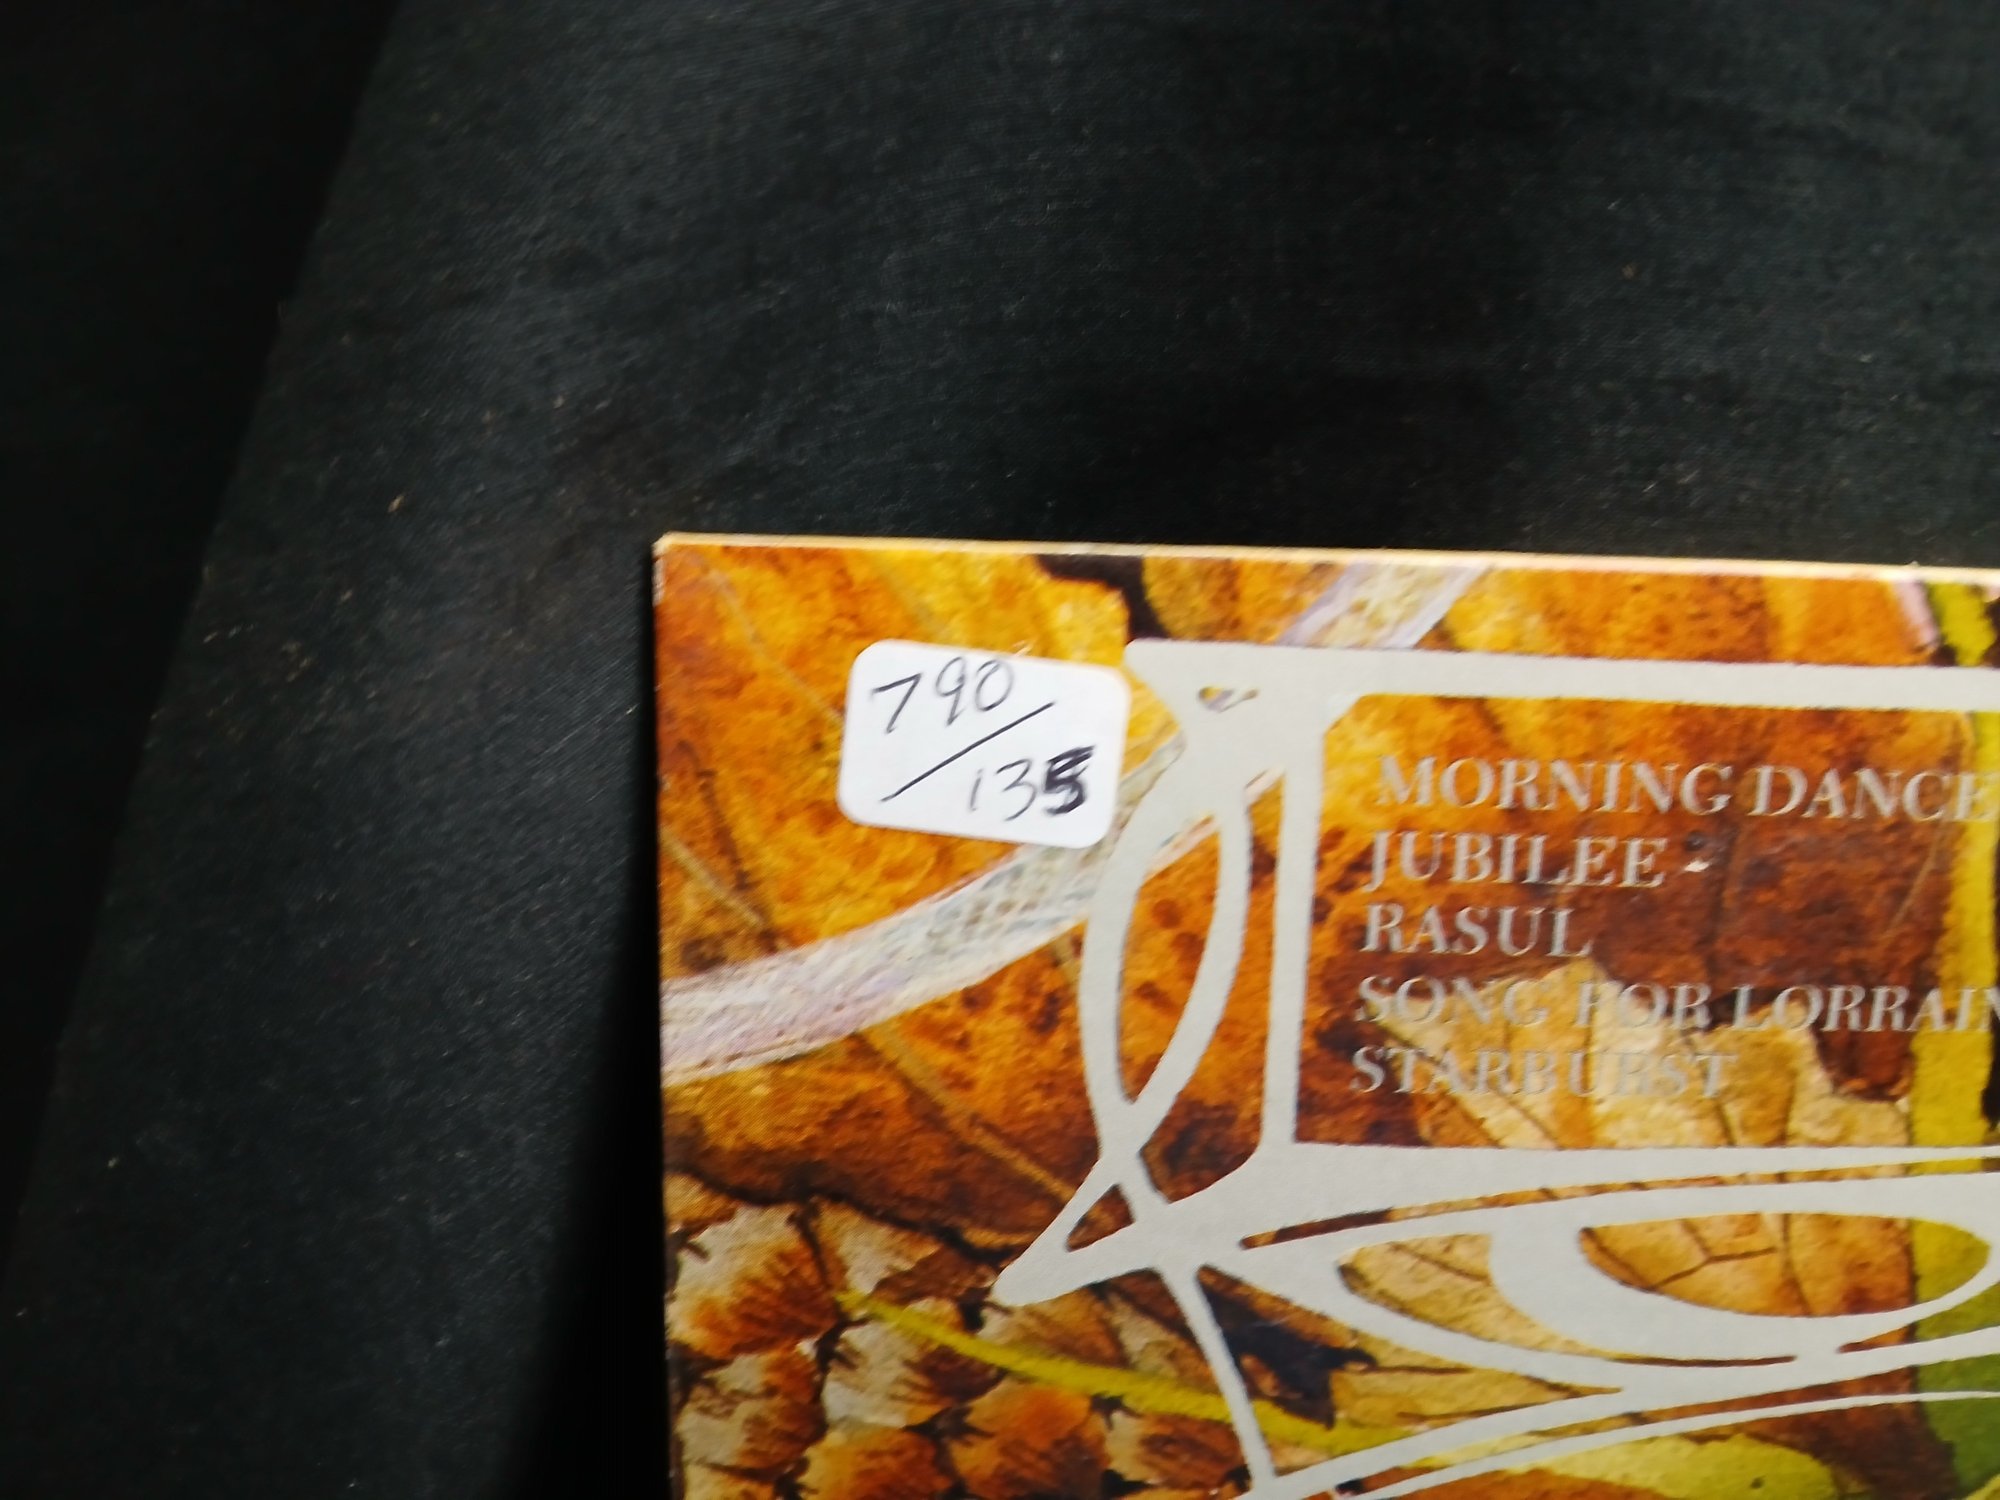 790
/135
MORNING DANCE
JUBILEE
RASUL
SONG FOR LORRAIN
STARBURST